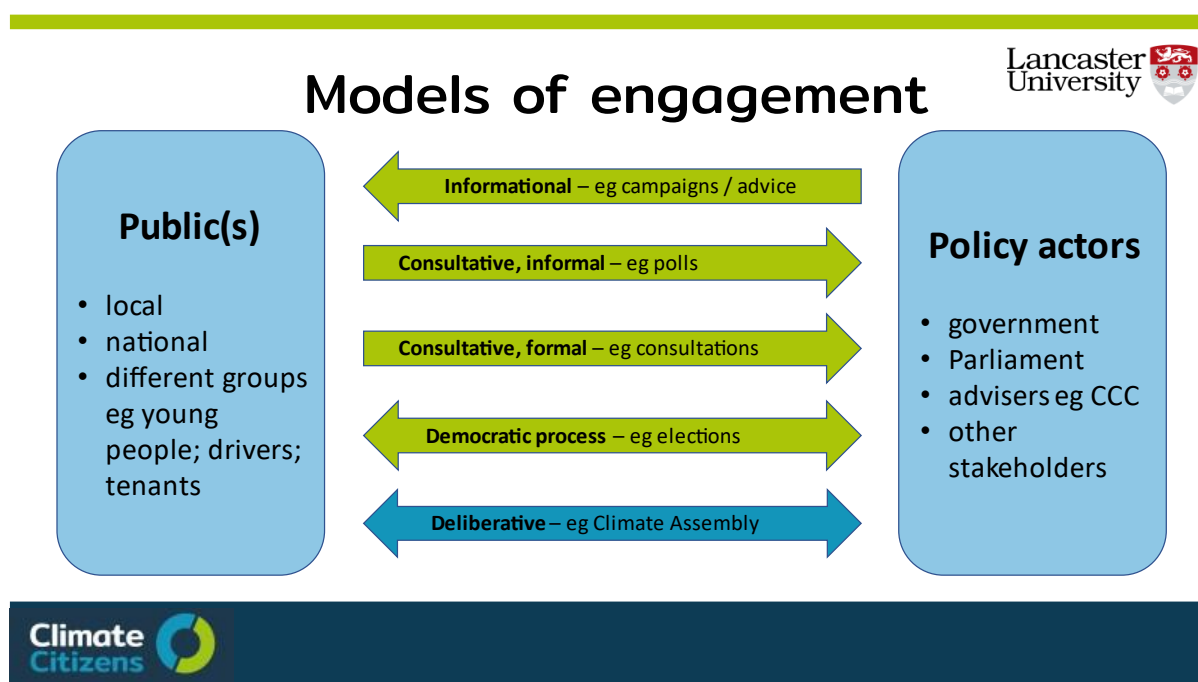 Lancaster
University
Models of engagement
Public(s)
• local
• national
• different groups
eg young
people; drivers;
tenants
Informational – eg campaigns / advice
Consultative, informal – eg polls
Consultative, formal – eg consultations
Democratic process – eg elections
Deliberative – eg Climate Assembly
Policy actors
• government
• Parliament
• advisers eg CCC
• other
stakeholders
Climate
Citizens